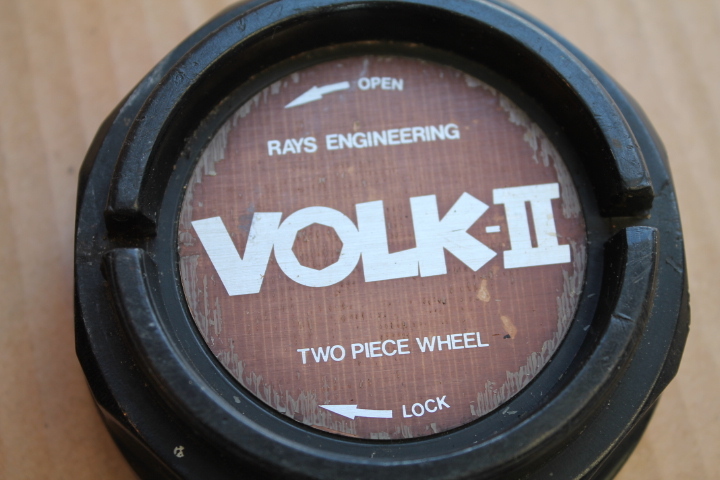 OPEN
RAYS ENGINEERING
VOLK-II
TWO PIECE WHEEL
LOCK